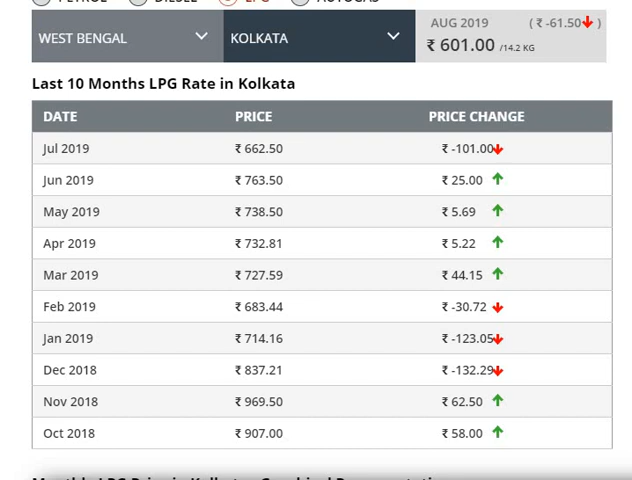 PETROL DIESEL LPG AUTOGAS
WEST BENGAL KOLKATA AUG 2019 ( ₹ -61.50 )
₹ 601.00 /14.2 KG
Last 10 Months LPG Rate in Kolkata
DATE PRICE PRICE CHANGE
Jul 2019 ₹ 662.50 ₹ -101.00
Jun 2019 ₹ 763.50 ₹ 25.00
May 2019 ₹ 738.50 ₹ 5.69
Apr 2019 ₹ 732.81 ₹ 5.22
Mar 2019 ₹ 727.59 ₹ 44.15
Feb 2019 ₹ 683.44 ₹ -30.72
Jan 2019 ₹ 714.16 ₹ -123.05
Dec 2018 ₹ 837.21 ₹ -132.29
Nov 2018 ₹ 969.50 ₹ 62.50
Oct 2018 ₹ 907.00 ₹ 58.00